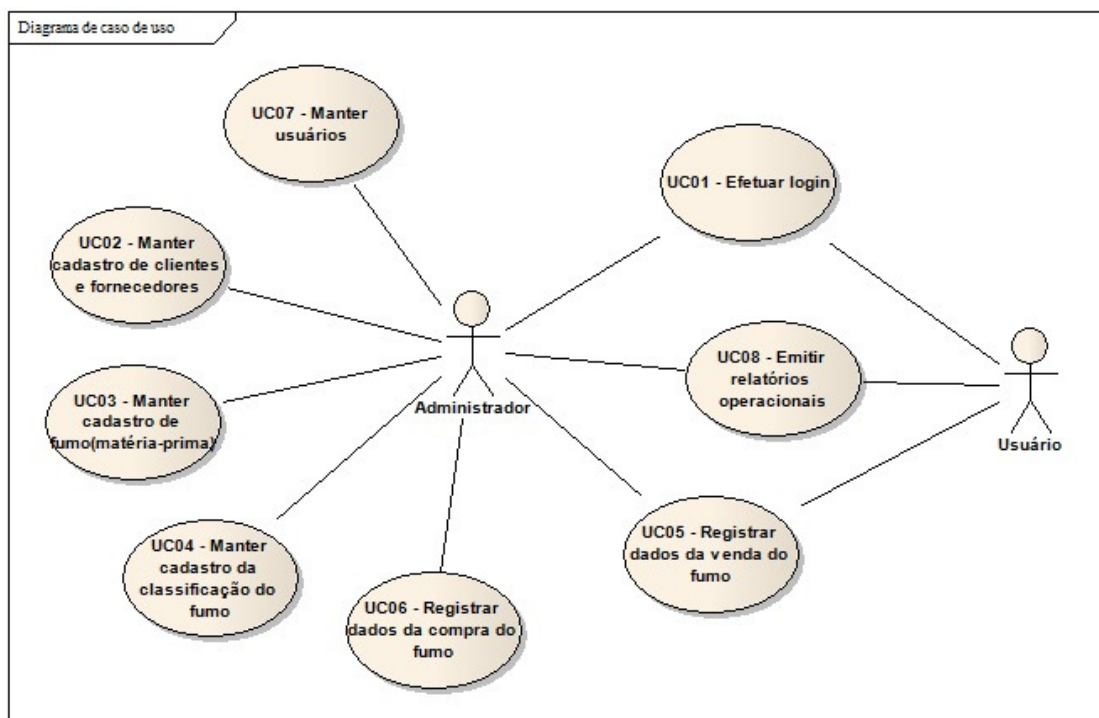 Diagrama de caso de uso
UC07 - Manter
usuários
UC01 - Efetuar login
UC02 - Manter
cadastro de clientes
e fornecedores
UC08 - Emitir
relatórios
operacionais
UC03 - Manter
cadastro de
fumo(matéria-prima)
Administrador
Usuário
UC04 - Manter
cadastro da
classificação do
fumo
UC05 - Registrar
dados da venda do
fumo
UC06 - Registrar
dados da compra do
fumo